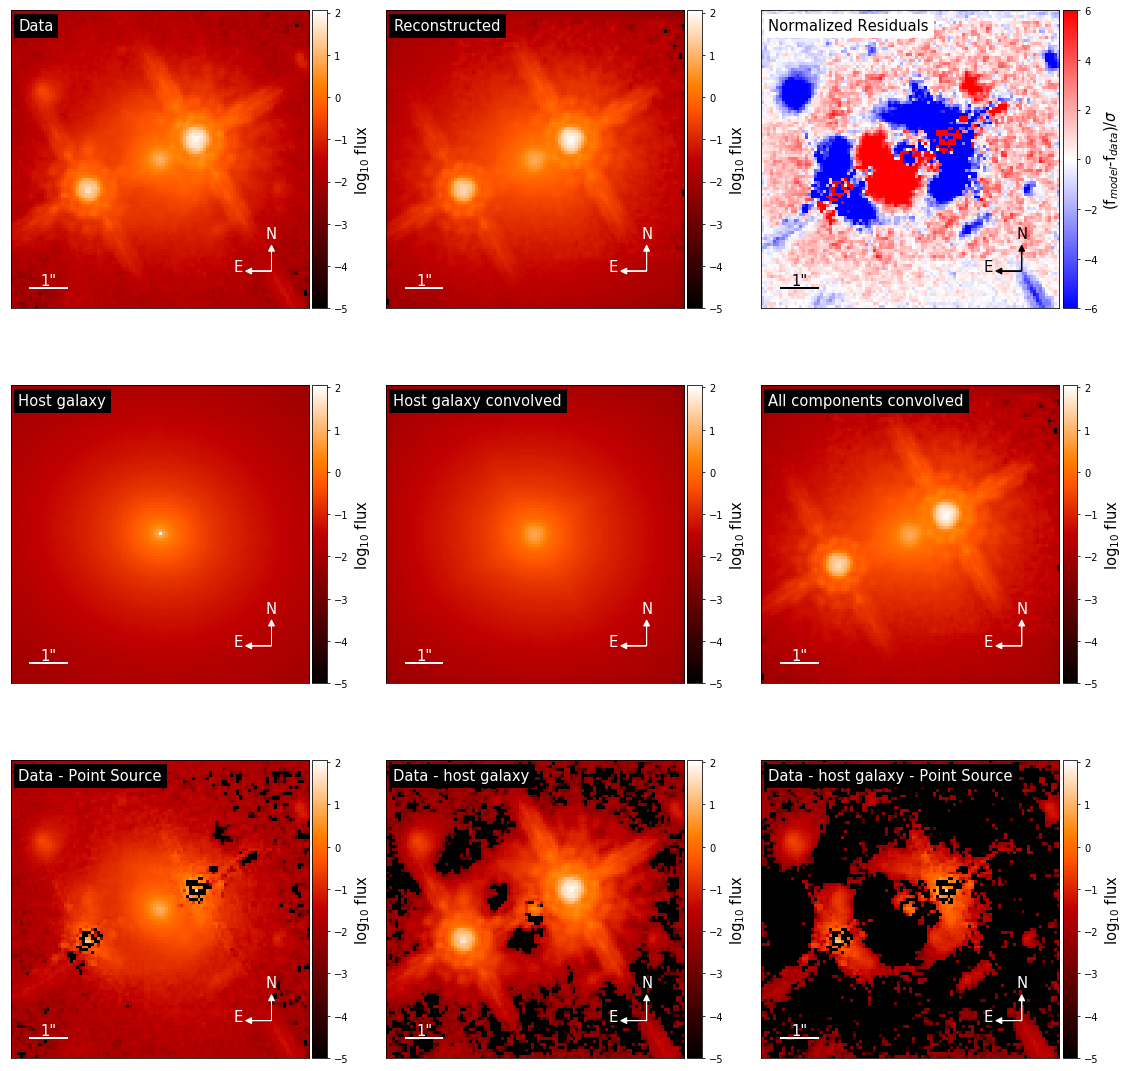 Data
N
E
1"
2
1
0
−1
−2
−3
−4
−5
log₁₀ flux
Reconstructed
N
E
1"
2
1
0
−1
−2
−3
−4
−5
log₁₀ flux
Normalized Residuals
N
E
1"
6
4
2
0
−2
−4
−6
(fmodel-fdata)/σ
Host galaxy
N
E
1"
2
1
0
−1
−2
−3
−4
−5
log₁₀ flux
Host galaxy convolved
N
E
1"
2
1
0
−1
−2
−3
−4
−5
log₁₀ flux
All components convolved
N
E
1"
2
1
0
−1
−2
−3
−4
−5
log₁₀ flux
Data - Point Source
N
E
1"
2
1
0
−1
−2
−3
−4
−5
log₁₀ flux
Data - host galaxy
N
E
1"
2
1
0
−1
−2
−3
−4
−5
log₁₀ flux
Data - host galaxy - Point Source
N
E
1"
2
1
0
−1
−2
−3
−4
−5
log₁₀ flux